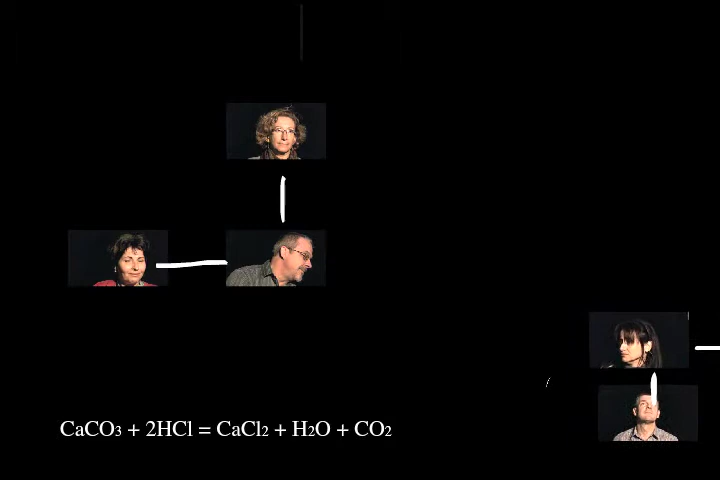 CaCO3 + 2HCl = CaCl2 + H2O + CO2